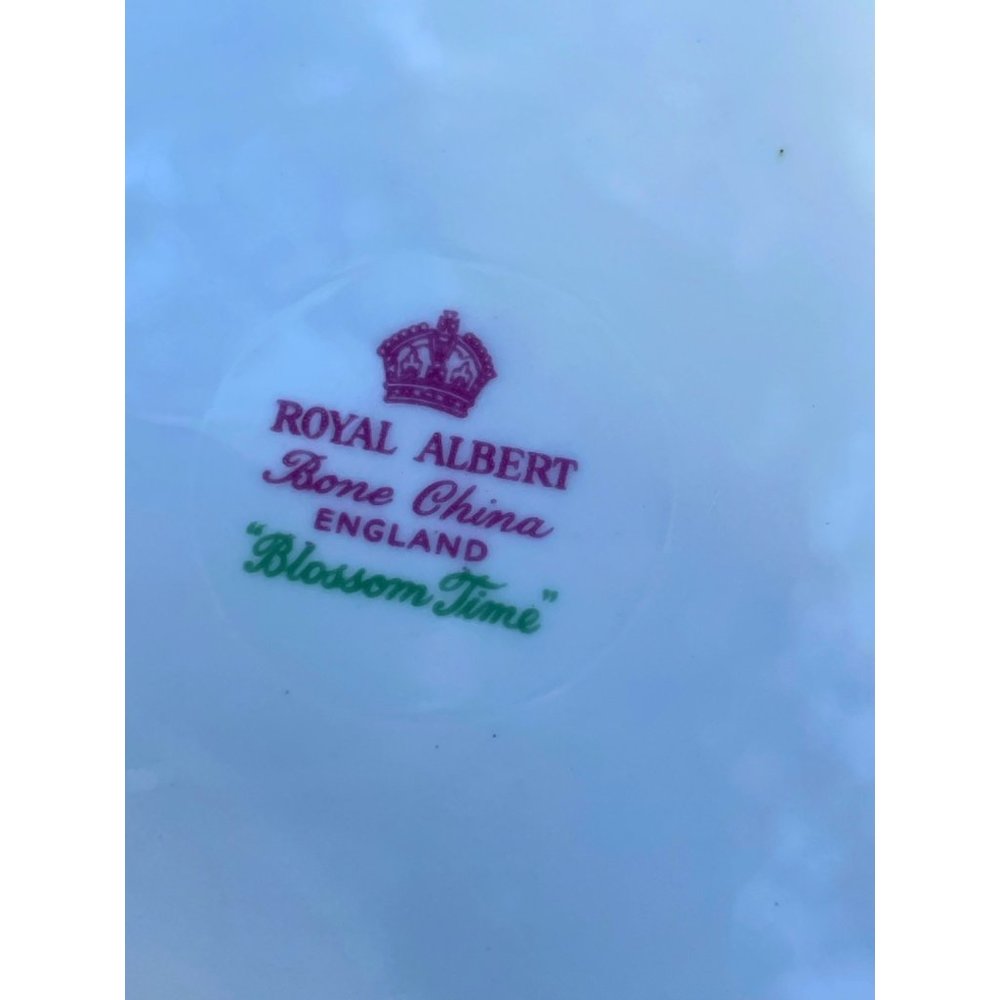 ROYAL ALBERT
Bone China
ENGLAND
"Blossom Time"